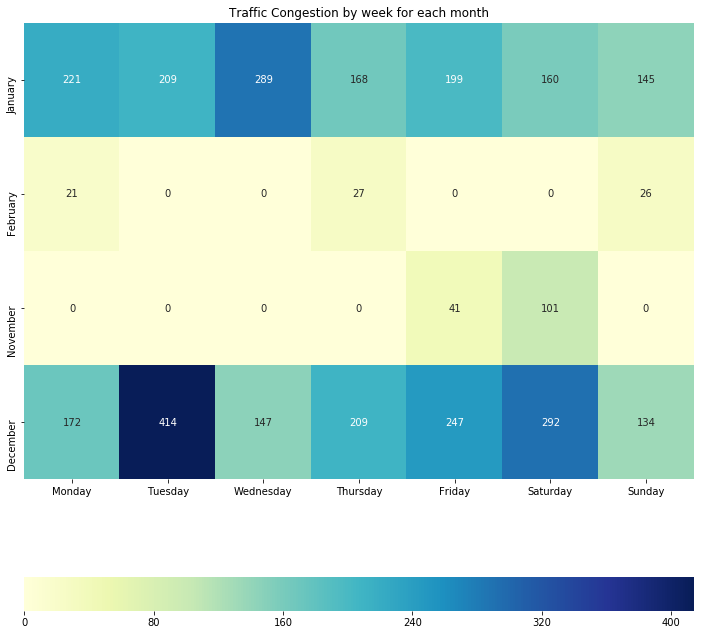 Traffic Congestion by week for each month
January
221 209 289 168 199 160 145
February
21 0 0 27 0 0 26
November
0 0 0 0 41 101 0
December
172 414 147 209 247 292 134
Monday Tuesday Wednesday Thursday Friday Saturday Sunday
0 80 160 240 320 400